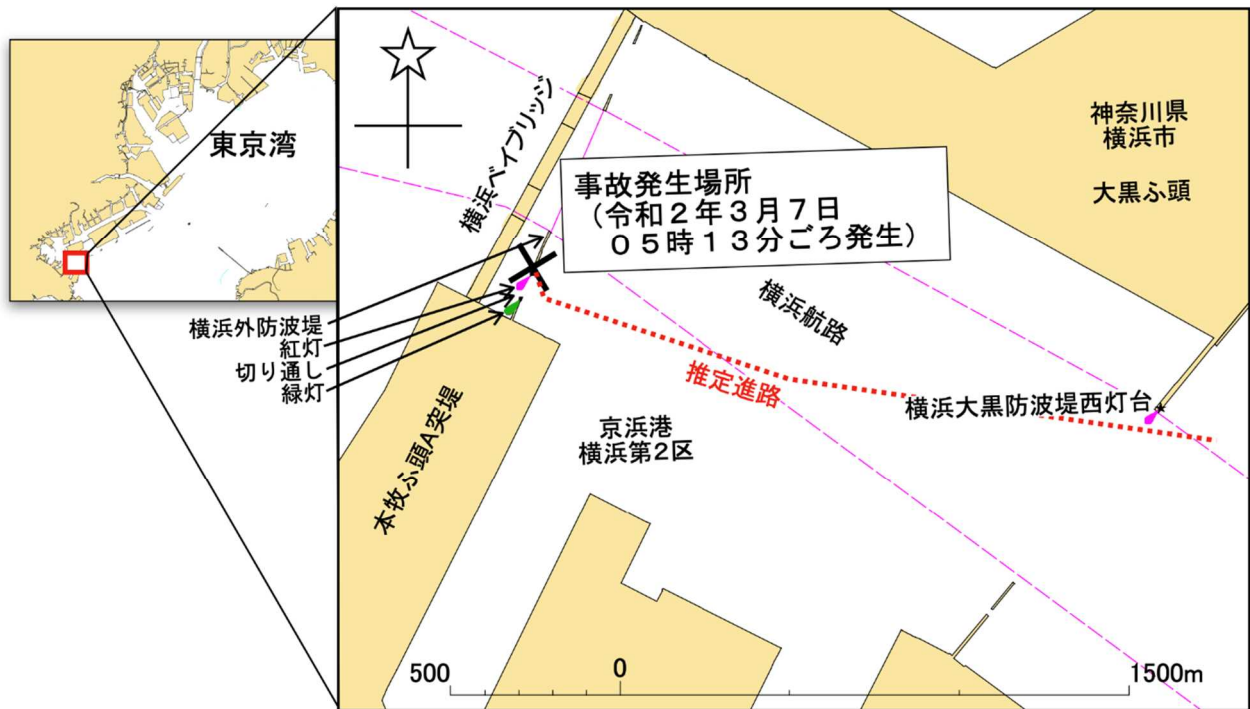 東京湾
横浜ベイブリッジ
神奈川県
横浜市
大黒ふ頭
事故発生場所
（令和２年３月７日
０５時１３分ごろ発生）
横浜航路
横浜外防波堤
紅灯
切り通し
緑灯
推定進路
横浜大黒防波堤西灯台
京浜港
横浜第2区
本牧ふ頭A突堤
500
0
1500m